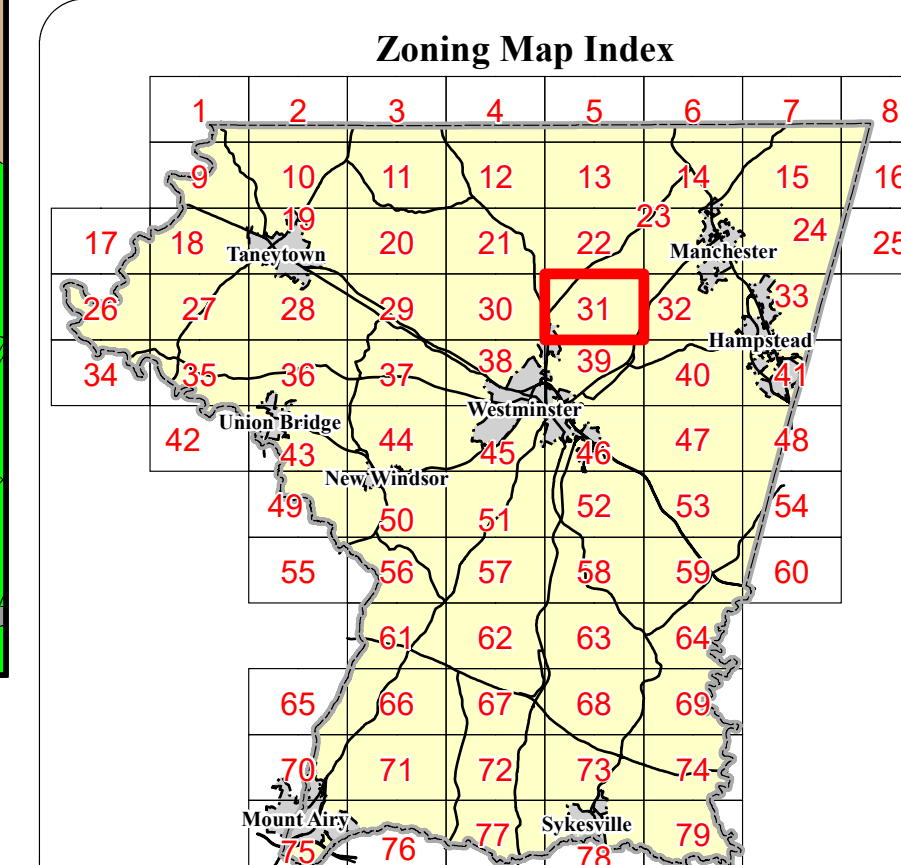 Zoning Map Index
1 2 3 4 5 6 7 8
9 10 11 12 13 14 15 16
17 18 19 20 21 22 23 24 25
Taneytown
Manchester
26 27 28 29 30 31 32 33
Hampstead
34 35 36 37 38 39 40 41
Westminster
Union Bridge
42 43 44 45 46 47 48
New Windsor
49 50 51 52 53 54
55 56 57 58 59 60
61 62 63 64
65 66 67 68 69
70 71 72 73 74
Mount Airy
Sykesville
75 76 77 78 79